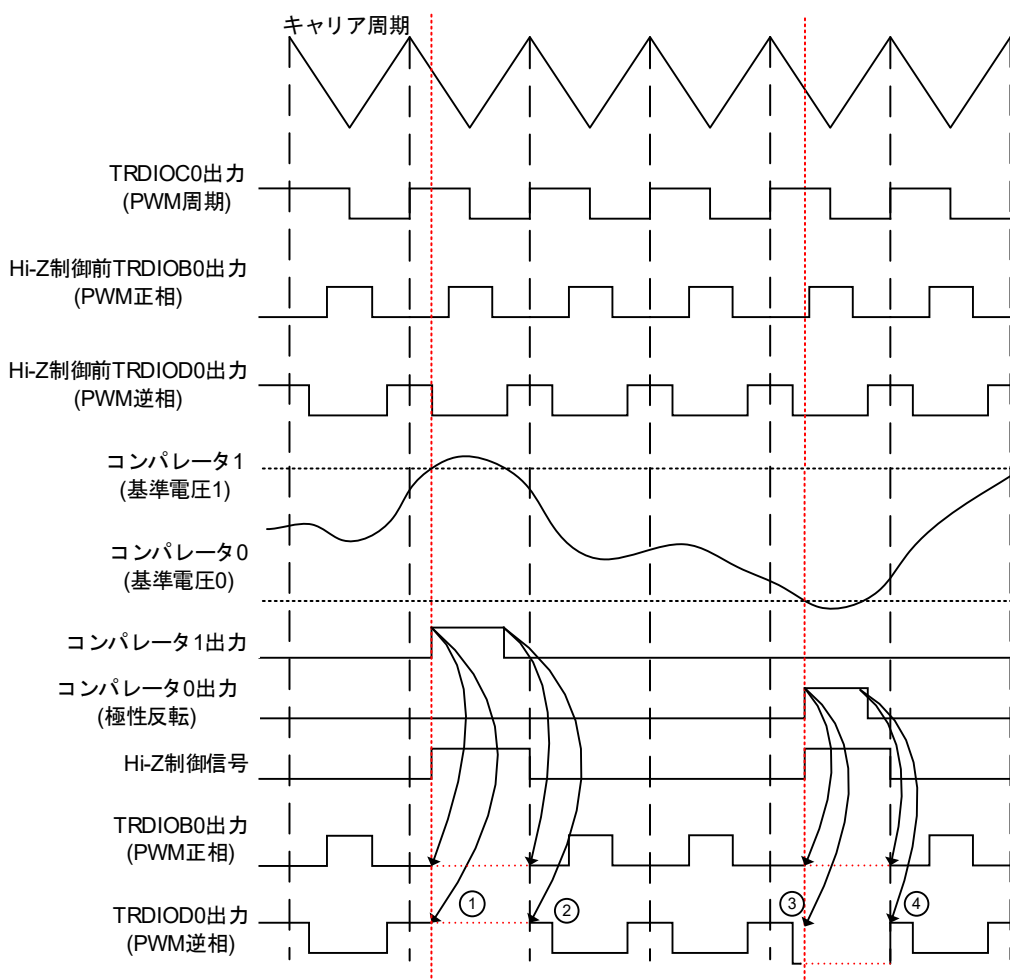 キャリア周期
TRDIOC0出力
(PWM周期)
Hi-Z制御前TRDIOB0出力
(PWM正相)
Hi-Z制御前TRDIOD0出力
(PWM逆相)
コンパレータ1
(基準電圧1)
コンパレータ0
(基準電圧0)
コンパレータ1出力
コンパレータ0出力
(極性反転)
Hi-Z制御信号
TRDIOB0出力
(PWM正相)
① ② ③ ④
TRDIOD0出力
(PWM逆相)